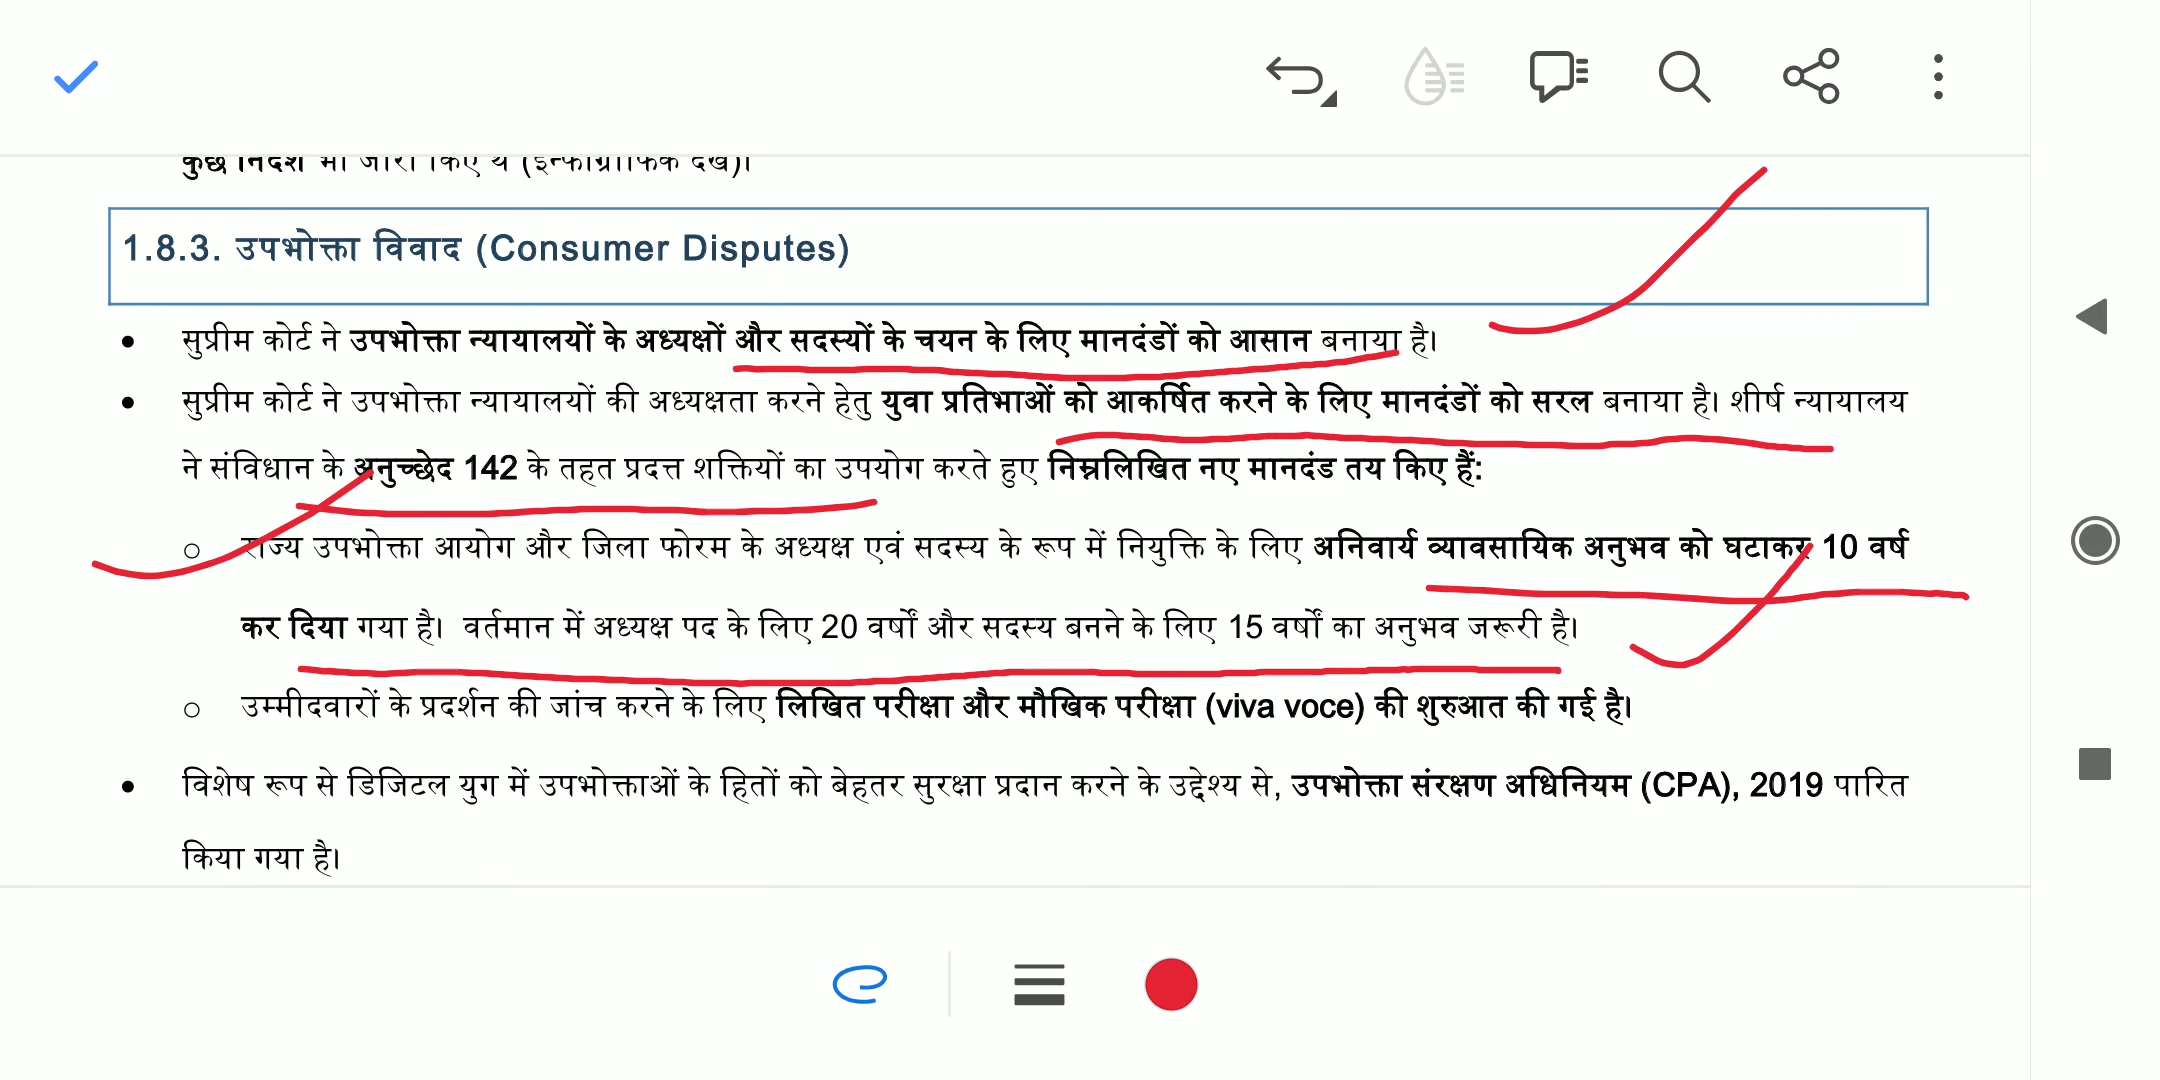 कुछ निर्देश भी जारी किए थे (इन्फोग्राफिक देखें)।
1.8.3. उपभोक्ता विवाद (Consumer Disputes)
• सुप्रीम कोर्ट ने उपभोक्ता न्यायालयों के अध्यक्षों और सदस्यों के चयन के लिए मानदंडों को आसान बनाया है।
• सुप्रीम कोर्ट ने उपभोक्ता न्यायालयों की अध्यक्षता करने हेतु युवा प्रतिभाओं को आकर्षित करने के लिए मानदंडों को सरल बनाया है। शीर्ष न्यायालय
ने संविधान के अनुच्छेद 142 के तहत प्रदत्त शक्तियों का उपयोग करते हुए निम्नलिखित नए मानदंड तय किए हैं:
○ राज्य उपभोक्ता आयोग और जिला फोरम के अध्यक्ष एवं सदस्य के रूप में नियुक्ति के लिए अनिवार्य व्यावसायिक अनुभव को घटाकर 10 वर्ष
कर दिया गया है। वर्तमान में अध्यक्ष पद के लिए 20 वर्षों और सदस्य बनने के लिए 15 वर्षों का अनुभव जरूरी है।
○ उम्मीदवारों के प्रदर्शन की जांच करने के लिए लिखित परीक्षा और मौखिक परीक्षा (viva voce) की शुरुआत की गई है।
• विशेष रूप से डिजिटल युग में उपभोक्ताओं के हितों को बेहतर सुरक्षा प्रदान करने के उद्देश्य से, उपभोक्ता संरक्षण अधिनियम (CPA), 2019 पारित
किया गया है।